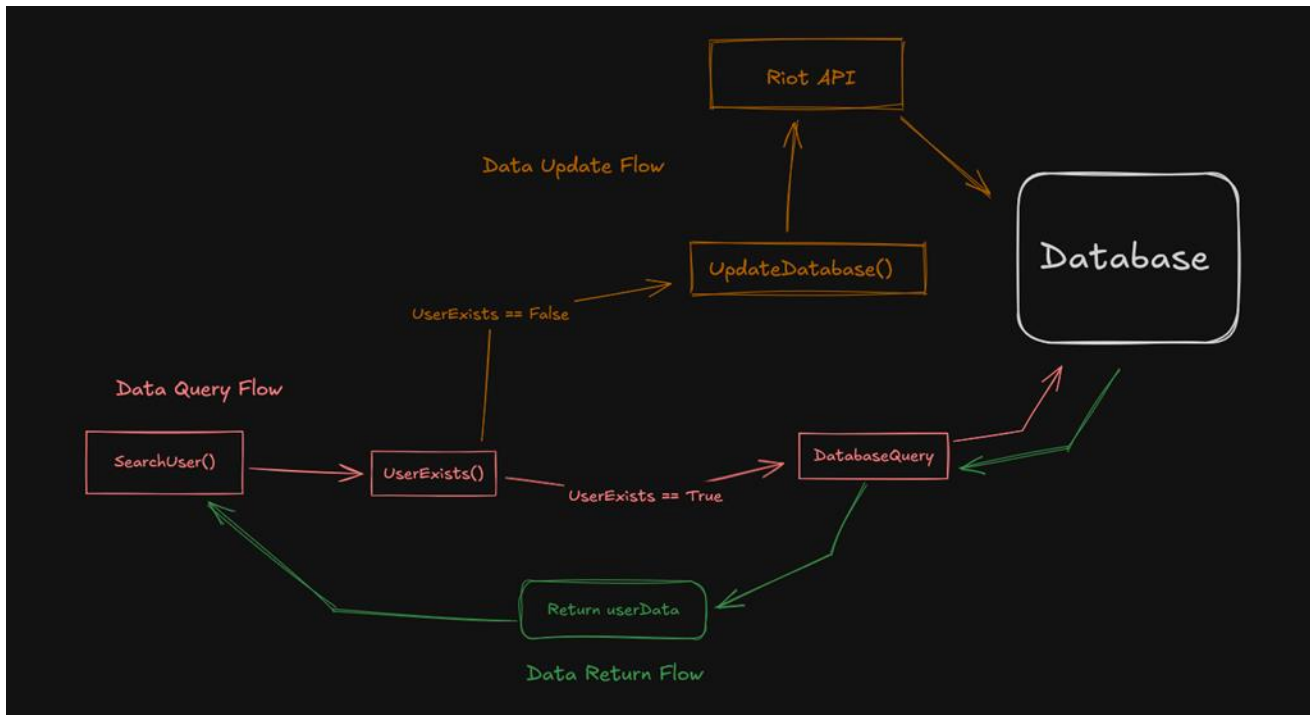 Riot API
Data Update Flow
Database
UpdateDatabase()
UserExists == False
Data Query Flow
SearchUser()
UserExists()
DatabaseQuery
UserExists == True
Return userData
Data Return Flow